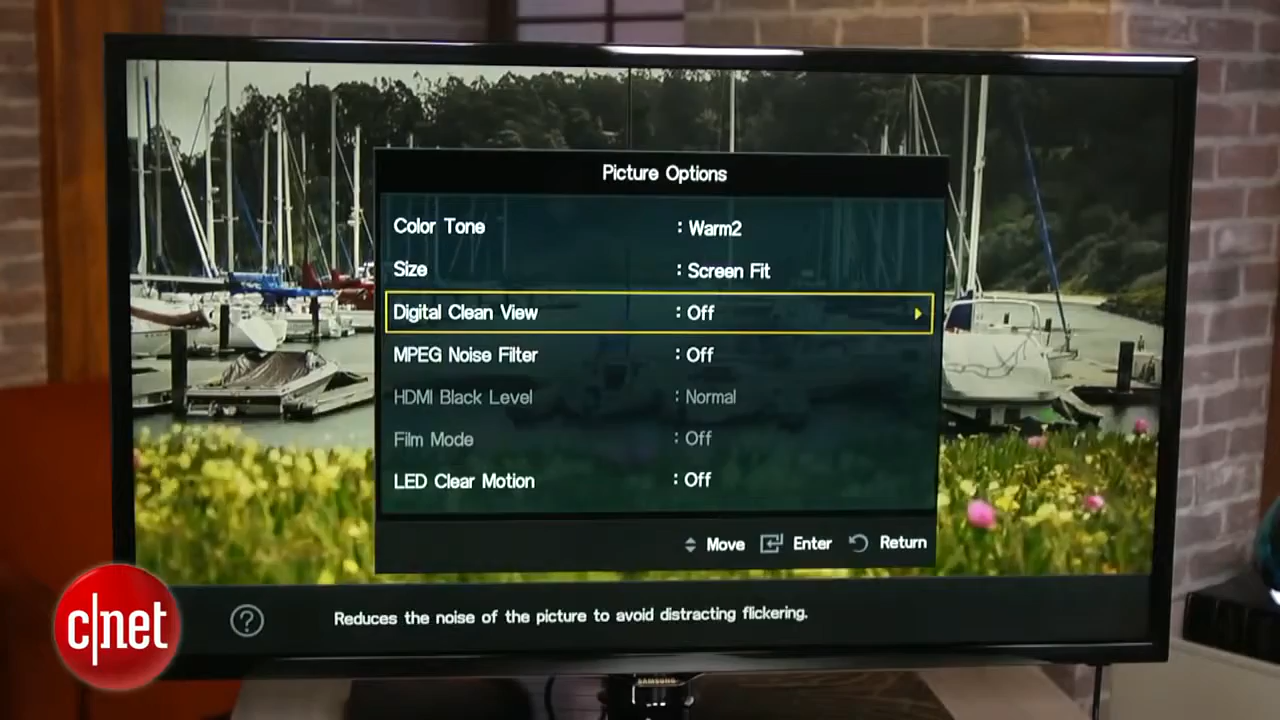 Picture Options
Color Tone : Warm2
Size : Screen Fit
Digital Clean View : Off
MPEG Noise Filter : Off
HDMI Black Level : Normal
Film Mode : Off
LED Clear Motion : Off
Move Enter Return
c|net
? Reduces the noise of the picture to avoid distracting flickering.
SAMSUNG